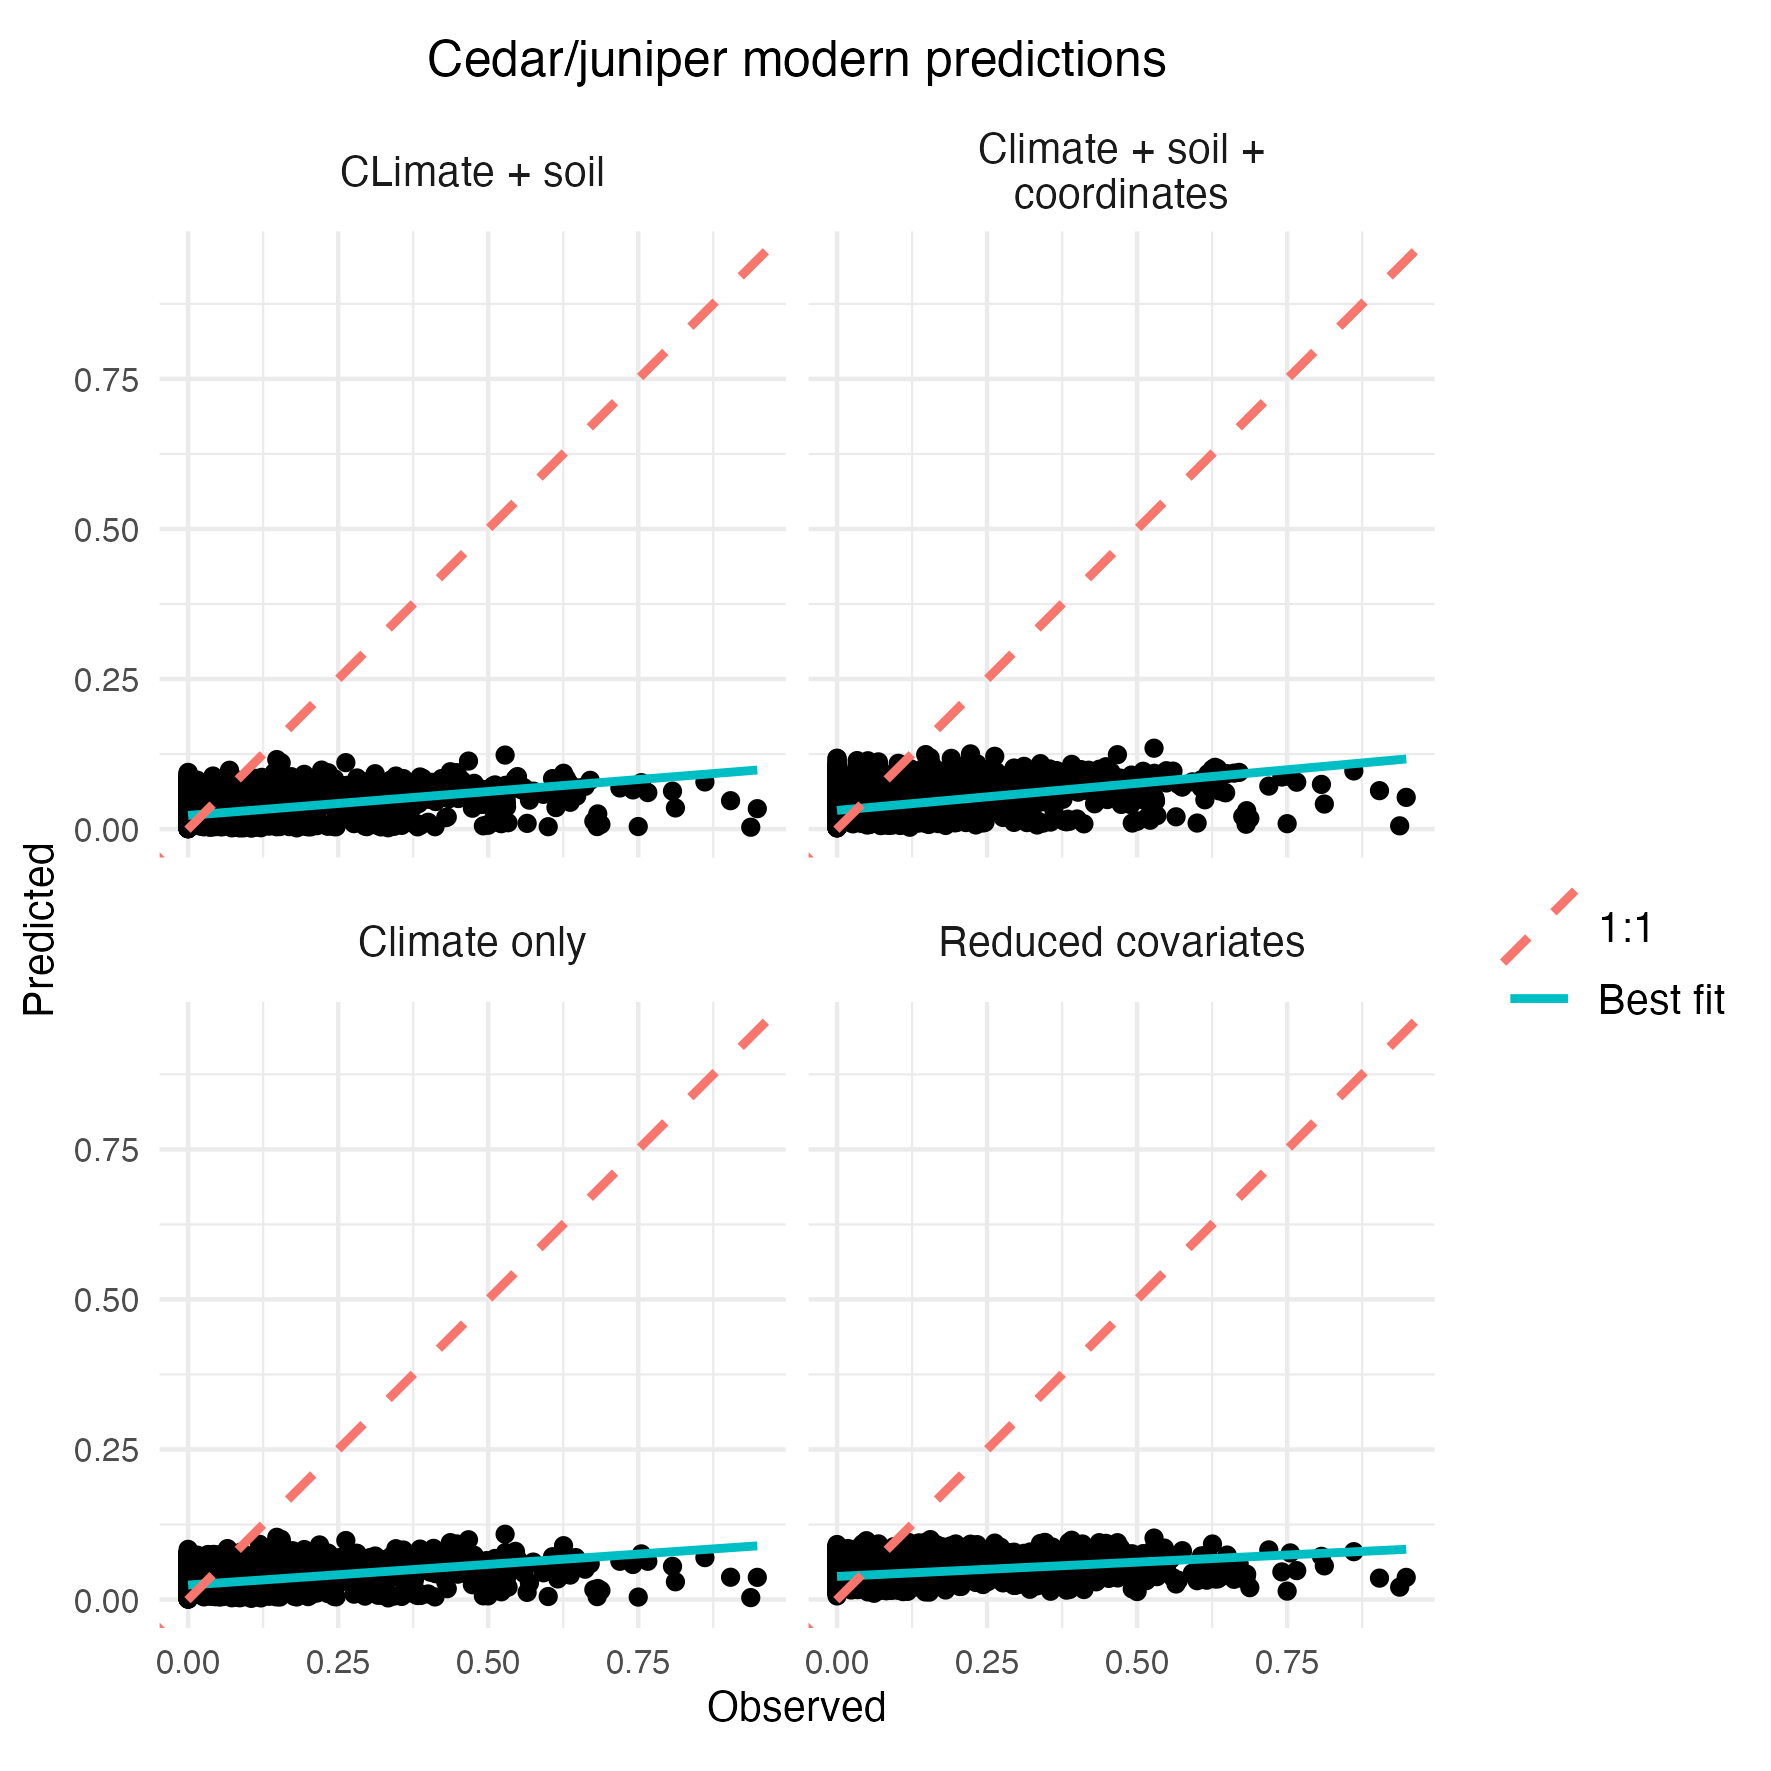 Cedar/juniper modern predictions
CLimate + soil
Climate + soil +
coordinates
0.75
0.50
0.25
0.00
Climate only
Reduced covariates
0.75
0.50
0.25
0.00
0.00 0.25 0.50 0.75
0.00 0.25 0.50 0.75
Observed
Predicted
1:1
Best fit